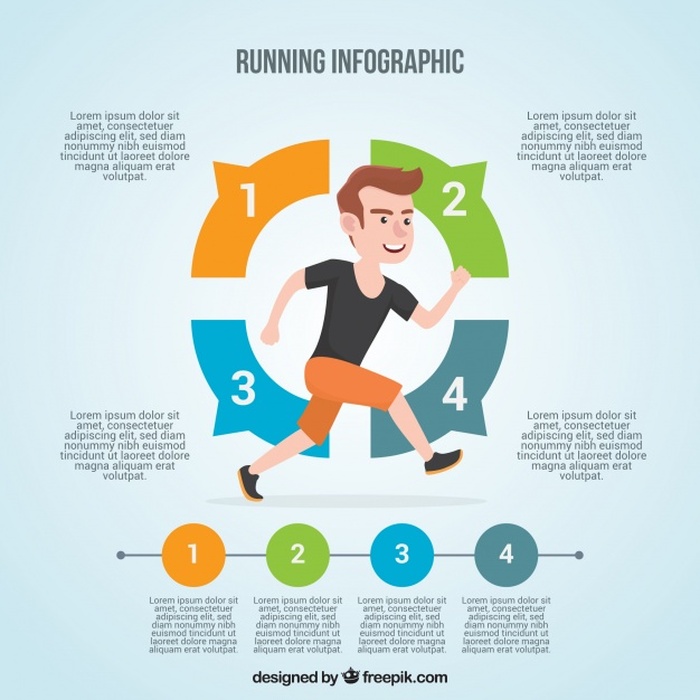 RUNNING INFOGRAPHIC
Lorem ipsum dolor sit
amet, consectetuer
adipiscing elit, sed diam
nonummy nibh euismod
tincidunt ut laoreet dolore
magna aliquam erat
volutpat.
Lorem ipsum dolor sit
amet, consectetuer
adipiscing elit, sed diam
nonummy nibh euismod
tincidunt ut laoreet dolore
magna aliquam erat
volutpat.
1
2
3
4
Lorem ipsum dolor sit
amet, consectetuer
adipiscing elit, sed diam
nonummy nibh euismod
tincidunt ut laoreet dolore
magna aliquam erat
volutpat.
Lorem ipsum dolor sit
amet, consectetuer
adipiscing elit, sed diam
nonummy nibh euismod
tincidunt ut laoreet dolore
magna aliquam erat
volutpat.
1
2
3
4
Lorem ipsum dolor sit
amet, consectetuer
adipiscing elit, sed diam
nonummy nibh
euismod tincidunt ut
laoreet dolore magna
aliquam erat volutpat.
Lorem ipsum dolor sit
amet, consectetuer
adipiscing elit, sed diam
nonummy nibh
euismod tincidunt ut
laoreet dolore magna
aliquam erat volutpat.
Lorem ipsum dolor sit
amet, consectetuer
adipiscing elit, sed diam
nonummy nibh
euismod tincidunt ut
laoreet dolore magna
aliquam erat volutpat.
Lorem ipsum dolor sit
amet, consectetuer
adipiscing elit, sed diam
nonummy nibh
euismod tincidunt ut
laoreet dolore magna
aliquam erat volutpat.
designed by freepik.com